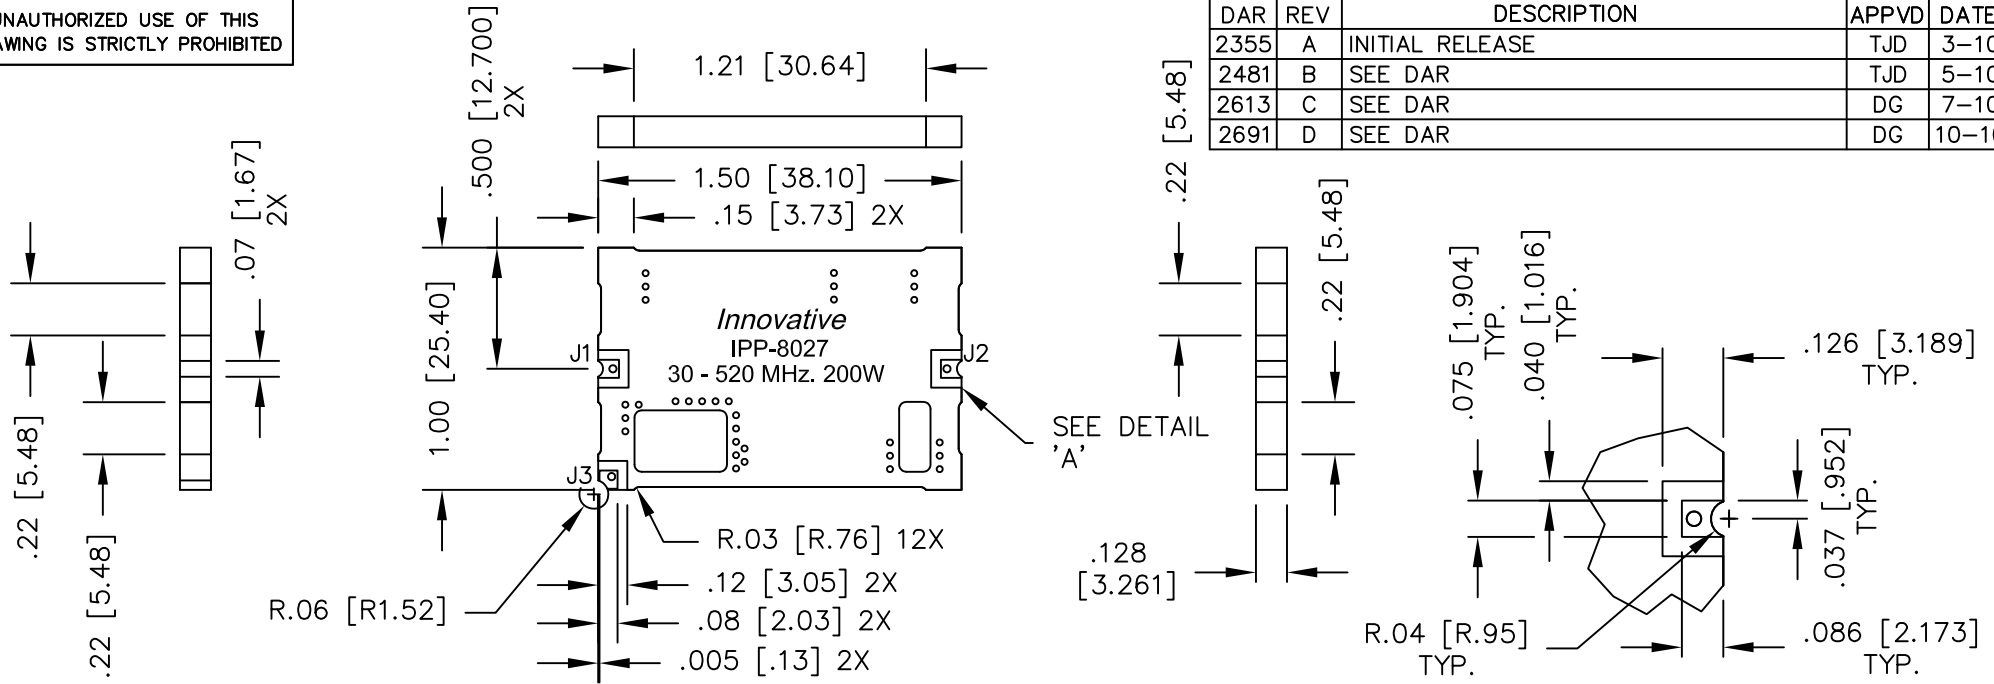 UNAUTHORIZED USE OF THIS
STRICTLY PROHIBITED
DAR REV DESCRIPTION APPVD DATE
2355 A INITIAL RELEASE TJD
2481 B SEE DAR TJD
2613 C SEE DAR DG
2691 D SEE DAR DG
1.21 [30.64]
.500 [12.700]
2X
1.50 [38.10]
.15 [3.73] 2X
.07 [1.67]
2X
.22 [5.48]
.22 [5.48]
1.00 [25.40]
Innovative
IPP-8027
30 - 520 MHz. 200W
J1
J2
J3
SEE DETAIL
'A'
R.03 [R.76] 12X
.12 [3.05] 2X
.08 [2.03] 2X
.005 [.13] 2X
R.06 [R1.52]
.22 [5.48]
.22 [5.48]
.128
[3.261]
.075 [1.904]
TYP.
.040 [1.016]
TYP.
.126 [3.189]
TYP.
.037 [.952]
TYP.
R.04 [R.95]
TYP.
.086 [2.173]
TYP.